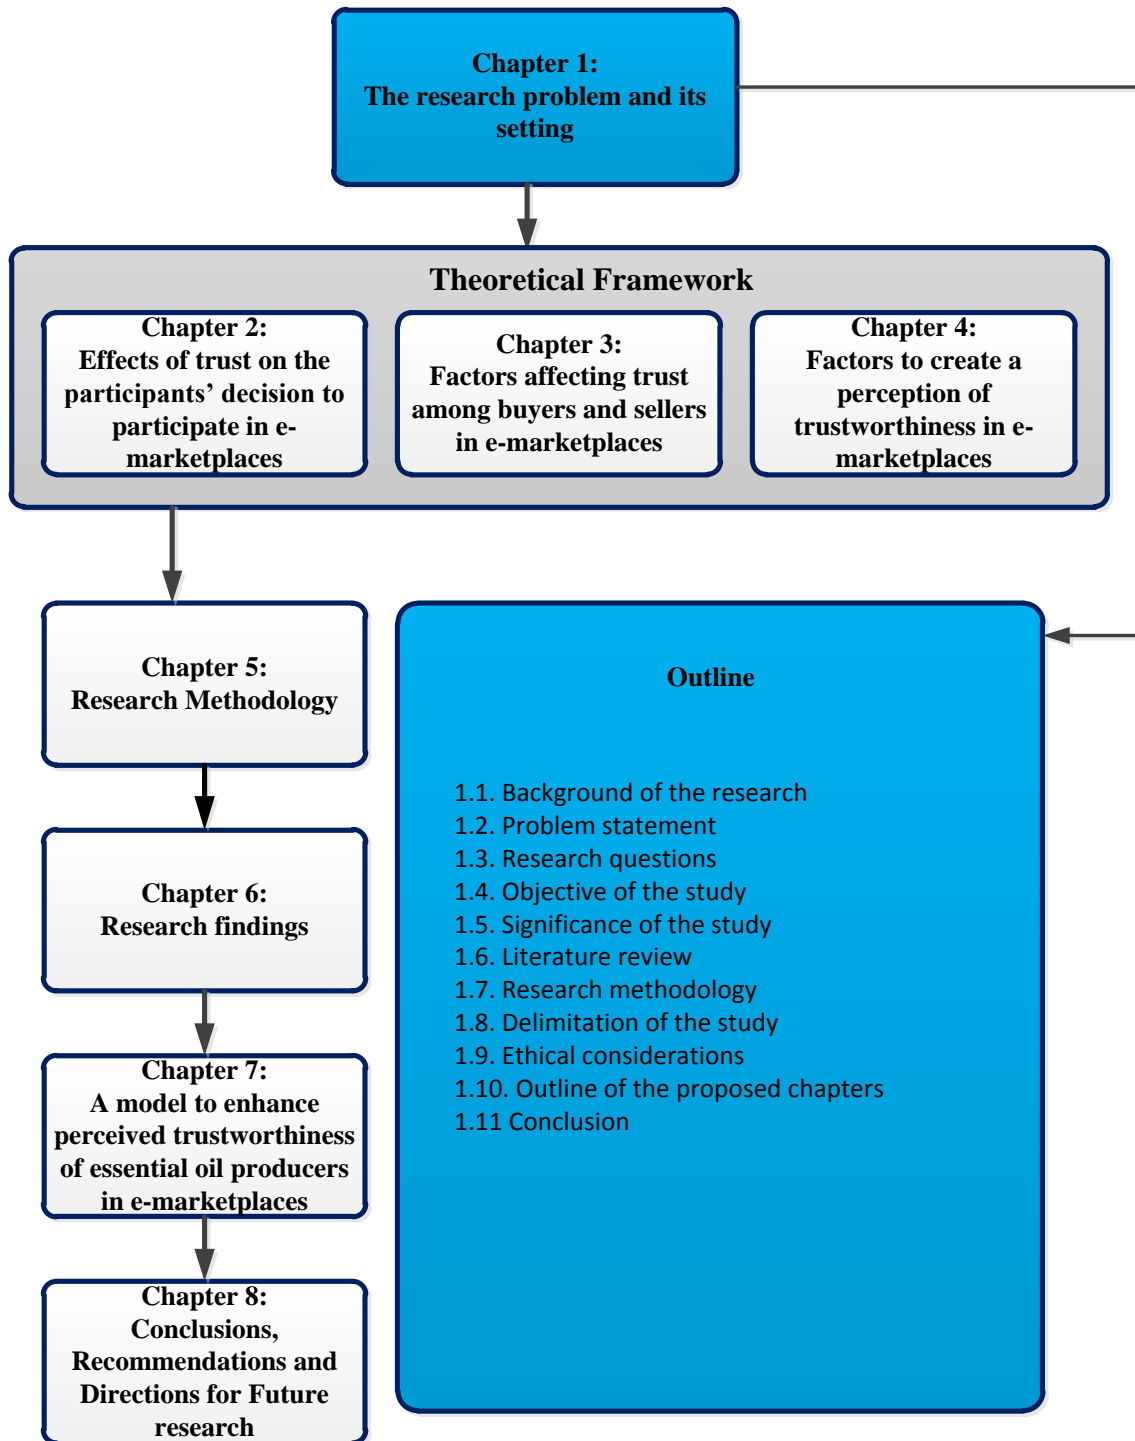 Chapter 1:
The research problem and its
setting
Theoretical Framework
Chapter 2:
Effects of trust on the
participants’ decision to
participate in e-
marketplaces
Chapter 3:
Factors affecting trust
among buyers and sellers
in e-marketplaces
Chapter 4:
Factors to create a
perception of
trustworthiness in e-
marketplaces
Chapter 5:
Research Methodology
Chapter 6:
Research findings
Chapter 7:
A model to enhance
perceived trustworthiness
of essential oil producers
in e-marketplaces
Chapter 8:
Conclusions,
Recommendations and
Directions for Future
research
Outline
1.1. Background of the research
1.2. Problem statement
1.3. Research questions
1.4. Objective of the study
1.5. Significance of the study
1.6. Literature review
1.7. Research methodology
1.8. Delimitation of the study
1.9. Ethical considerations
1.10. Outline of the proposed chapters
1.11 Conclusion